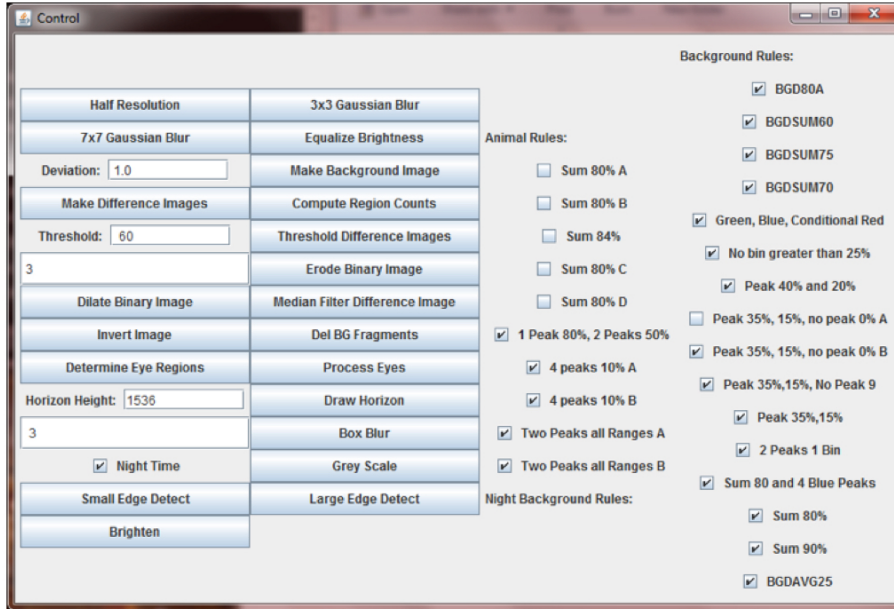 Control
Half Resolution
3x3 Gaussian Blur
7x7 Gaussian Blur
Equalize Brightness
Deviation: 1.0
Make Background Image
Make Difference Images
Compute Region Counts
Threshold: 60
Threshold Difference Images
3
Erode Binary Image
Dilate Binary Image
Median Filter Difference Image
Invert Image
Del BG Fragments
Determine Eye Regions
Process Eyes
Horizon Height: 1536
Draw Horizon
3
Box Blur
Night Time
Grey Scale
Small Edge Detect
Large Edge Detect
Brighten
Animal Rules:
Sum 80% A
Sum 80% B
Sum 84%
Sum 80% C
Sum 80% D
1 Peak 80%, 2 Peaks 50%
4 peaks 10% A
4 peaks 10% B
Two Peaks all Ranges A
Two Peaks all Ranges B
Night Background Rules:
Background Rules:
BGD80A
BGDSUM60
BGDSUM75
BGDSUM70
Green, Blue, Conditional Red
No bin greater than 25%
Peak 40% and 20%
Peak 35%, 15%, no peak 0% A
Peak 35%, 15%, no peak 0% B
Peak 35%,15%, No Peak 9
Peak 35%,15%
2 Peaks 1 Bin
Sum 80 and 4 Blue Peaks
Sum 80%
Sum 90%
BGDAVG25